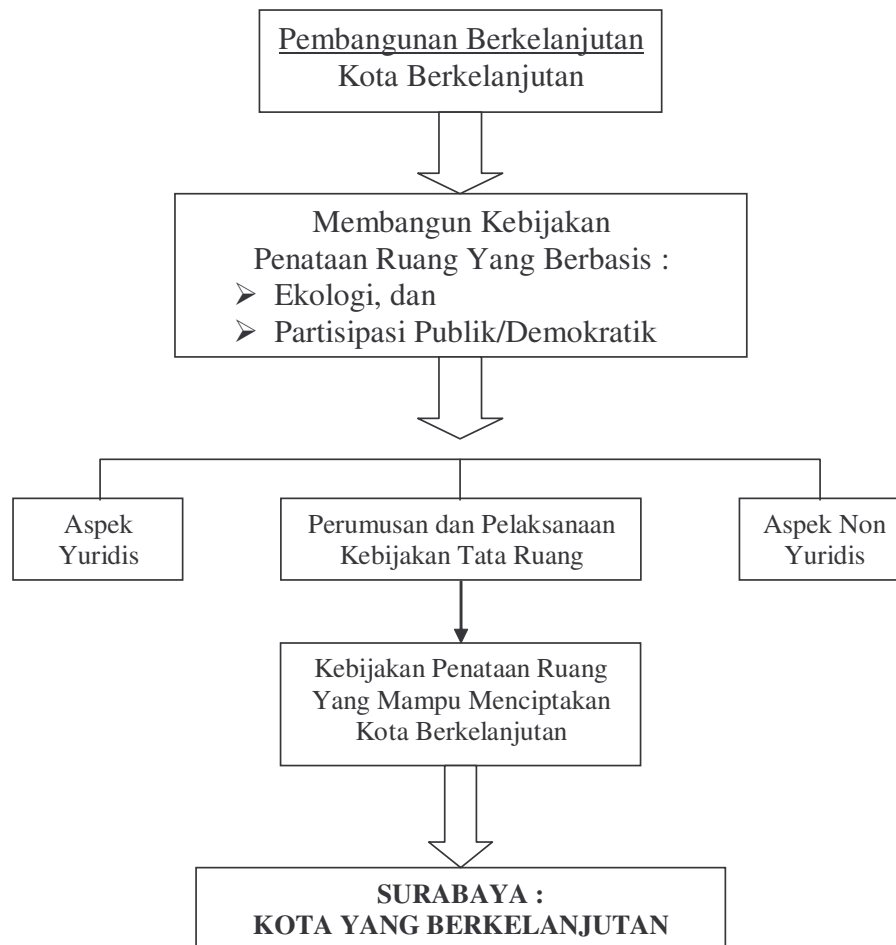 Pembangunan Berkelanjutan
Kota Berkelanjutan
Membangun Kebijakan
Penataan Ruang Yang Berbasis :
➢ Ekologi, dan
➢ Partisipasi Publik/Demokratik
Aspek
Yuridis
Perumusan dan Pelaksanaan
Kebijakan Tata Ruang
Aspek Non
Yuridis
Kebijakan Penataan Ruang
Yang Mampu Menciptakan
Kota Berkelanjutan
SURABAYA :
KOTA YANG BERKELANJUTAN